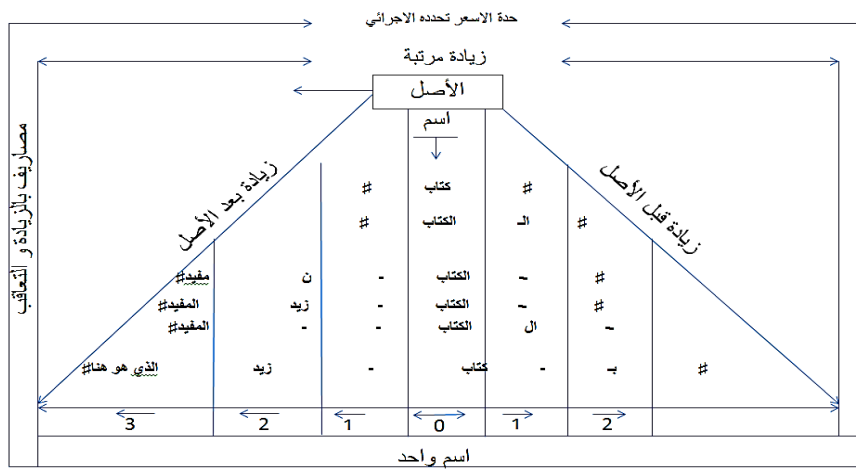 حدة الاسعر تحدده الاجرائي
زيادة مرتبة
الأصل
اسم
مصاريف بالزيادة و التعاقب
زيادة بعد الأصل
زيادة قبل الأصل
# كتاب #
# الـ الكتاب #
# - الكتاب - ن مفيد#
# - الكتاب - زيد المفيد#
- ال الكتاب - - المفيد#
# بـ - كتاب - زيد الذي هو هنا#
2 1 0 1 2 3
اسم واحد